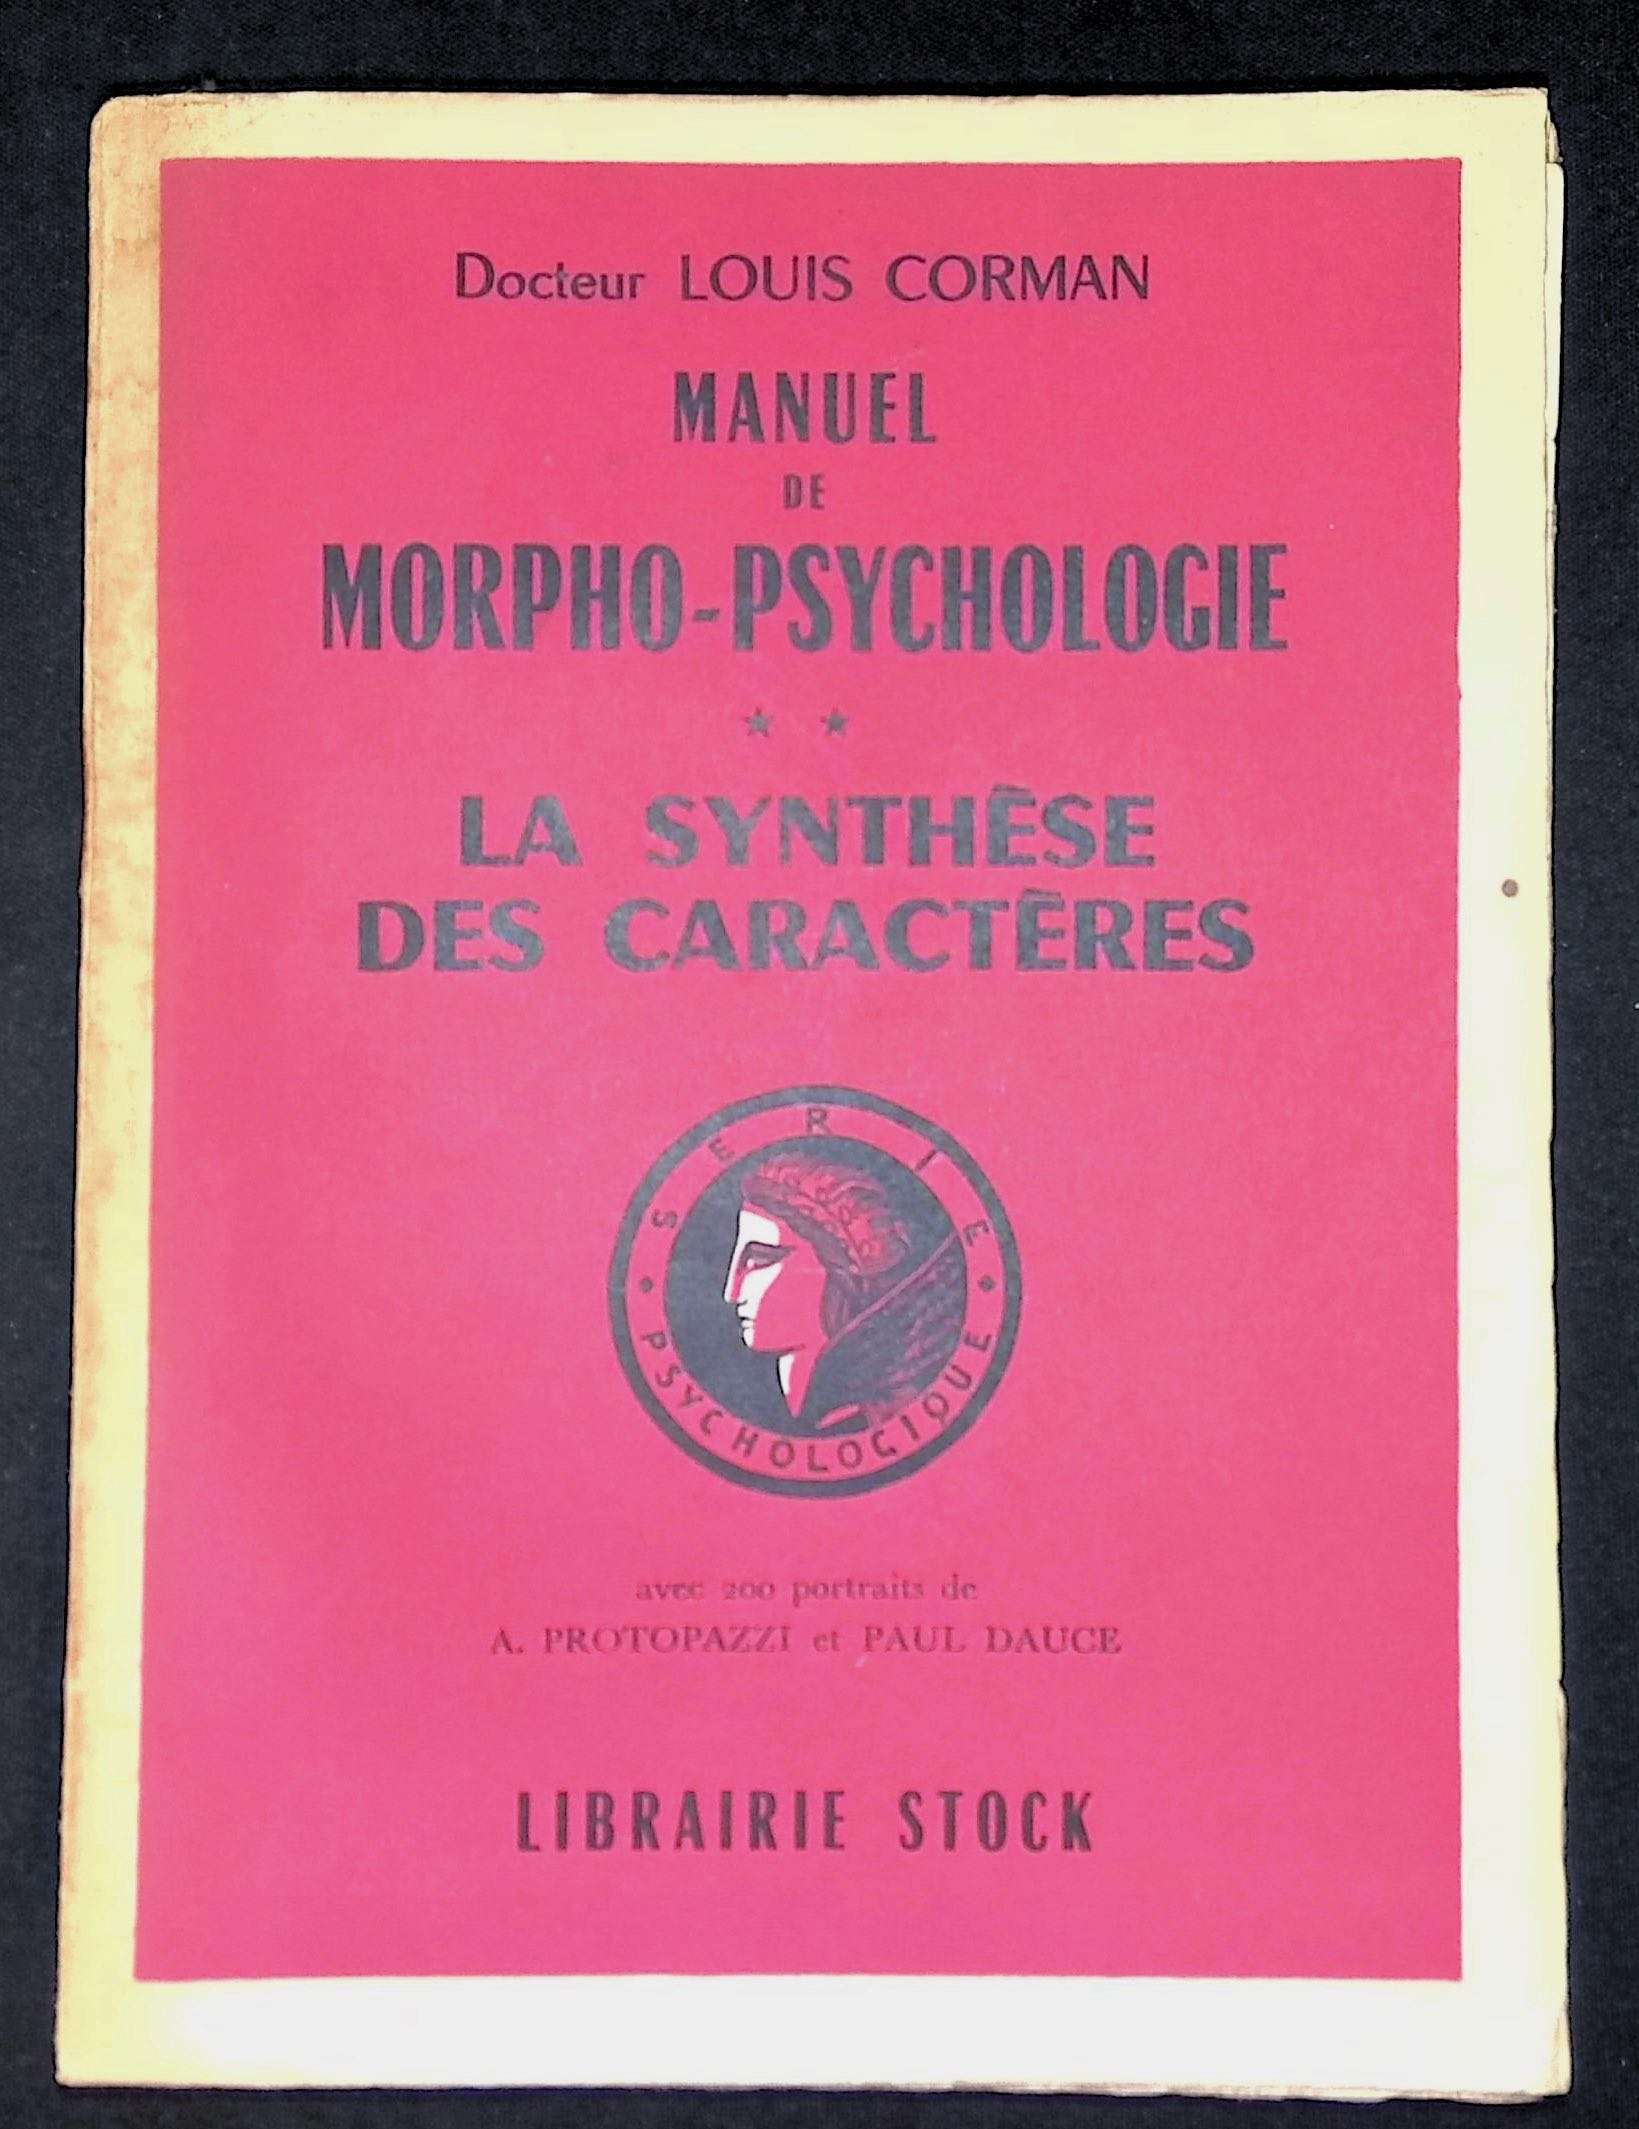 Docteur LOUIS CORMAN
MANUEL
DE
MORPHO-PSYCHOLOGIE
★ ★
LA SYNTHÈSE
DES CARACTÈRES
SERIE
PSYCHOLOGIQUE
avec 200 portraits de
A. PROTOPAZZI et PAUL DAUCE
LIBRAIRIE STOCK